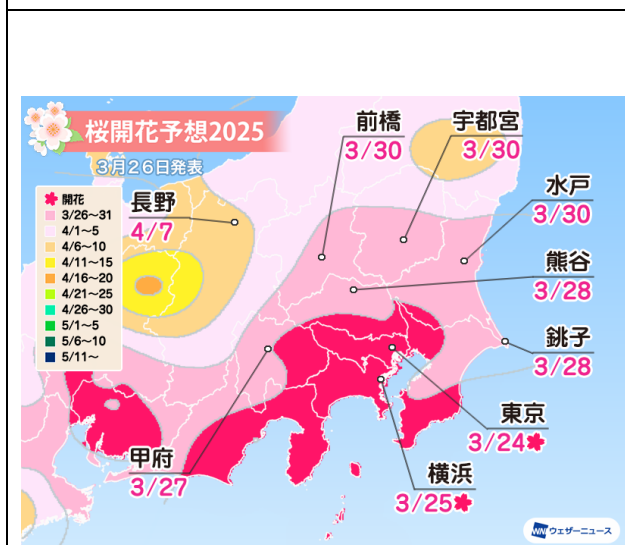 桜開花予想2025
3月26日発表
開花
3/26〜31
4/1〜5
4/6〜10
4/11〜15
4/16〜20
4/21〜25
4/26〜30
5/1〜5
5/6〜10
5/11〜
長野
4/7
前橋
3/30
宇都宮
3/30
水戸
3/30
熊谷
3/28
銚子
3/28
東京
3/24
横浜
3/25
甲府
3/27
WN ウェザーニュース